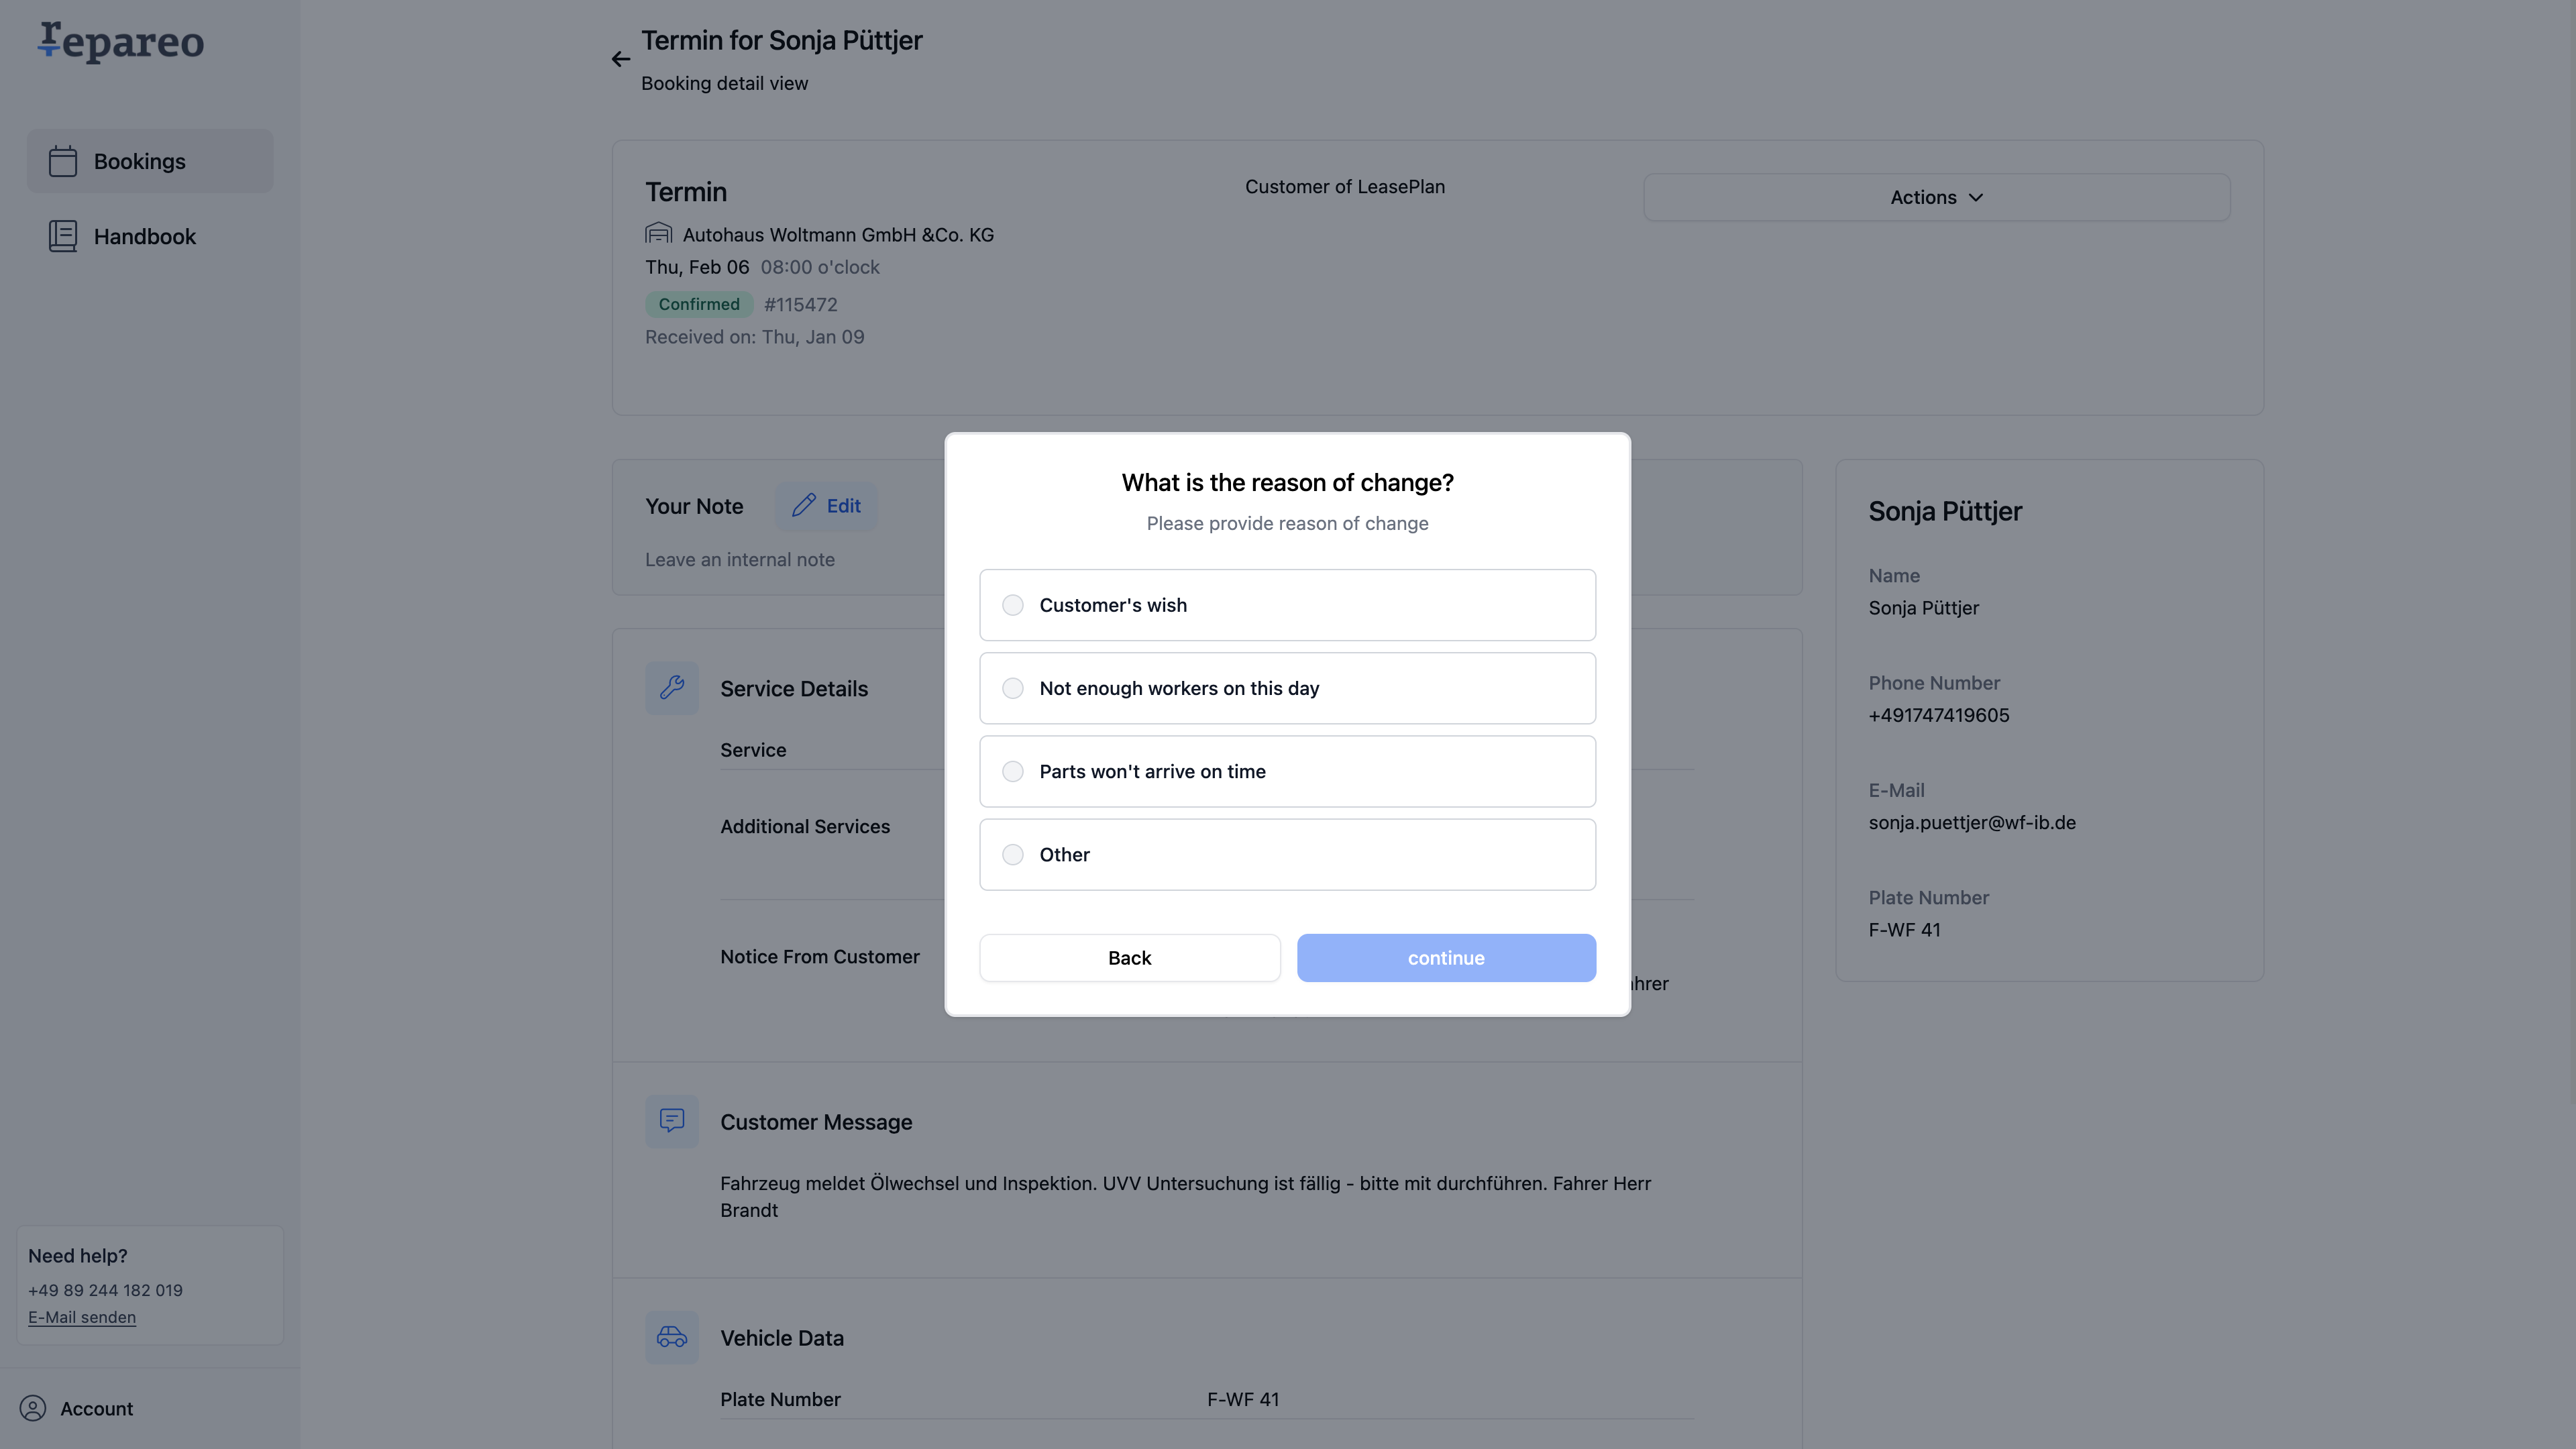 repareo
Bookings
Handbook
Need help?
+49 89 244 182 019
E-Mail senden
Account
Termin for Sonja Püttjer
Booking detail view
Termin
Autohaus Woltmann GmbH &Co. KG
Thu, Feb 06 08:00 o'clock
Confirmed #115472
Received on: Thu, Jan 09
Customer of LeasePlan
Actions
Your Note
Edit
Leave an internal note
Service Details
Service
Additional Services
Notice From Customer
Customer Message
Fahrzeug meldet Ölwechsel und Inspektion. UVV Untersuchung ist fällig - bitte mit durchführen. Fahrer Herr
Brandt
Vehicle Data
Plate Number F-WF 41
Sonja Püttjer
Name
Sonja Püttjer
Phone Number
+491747419605
E-Mail
sonja.puettjer@wf-ib.de
Plate Number
F-WF 41
What is the reason of change?
Please provide reason of change
Customer's wish
Not enough workers on this day
Parts won't arrive on time
Other
Back
continue